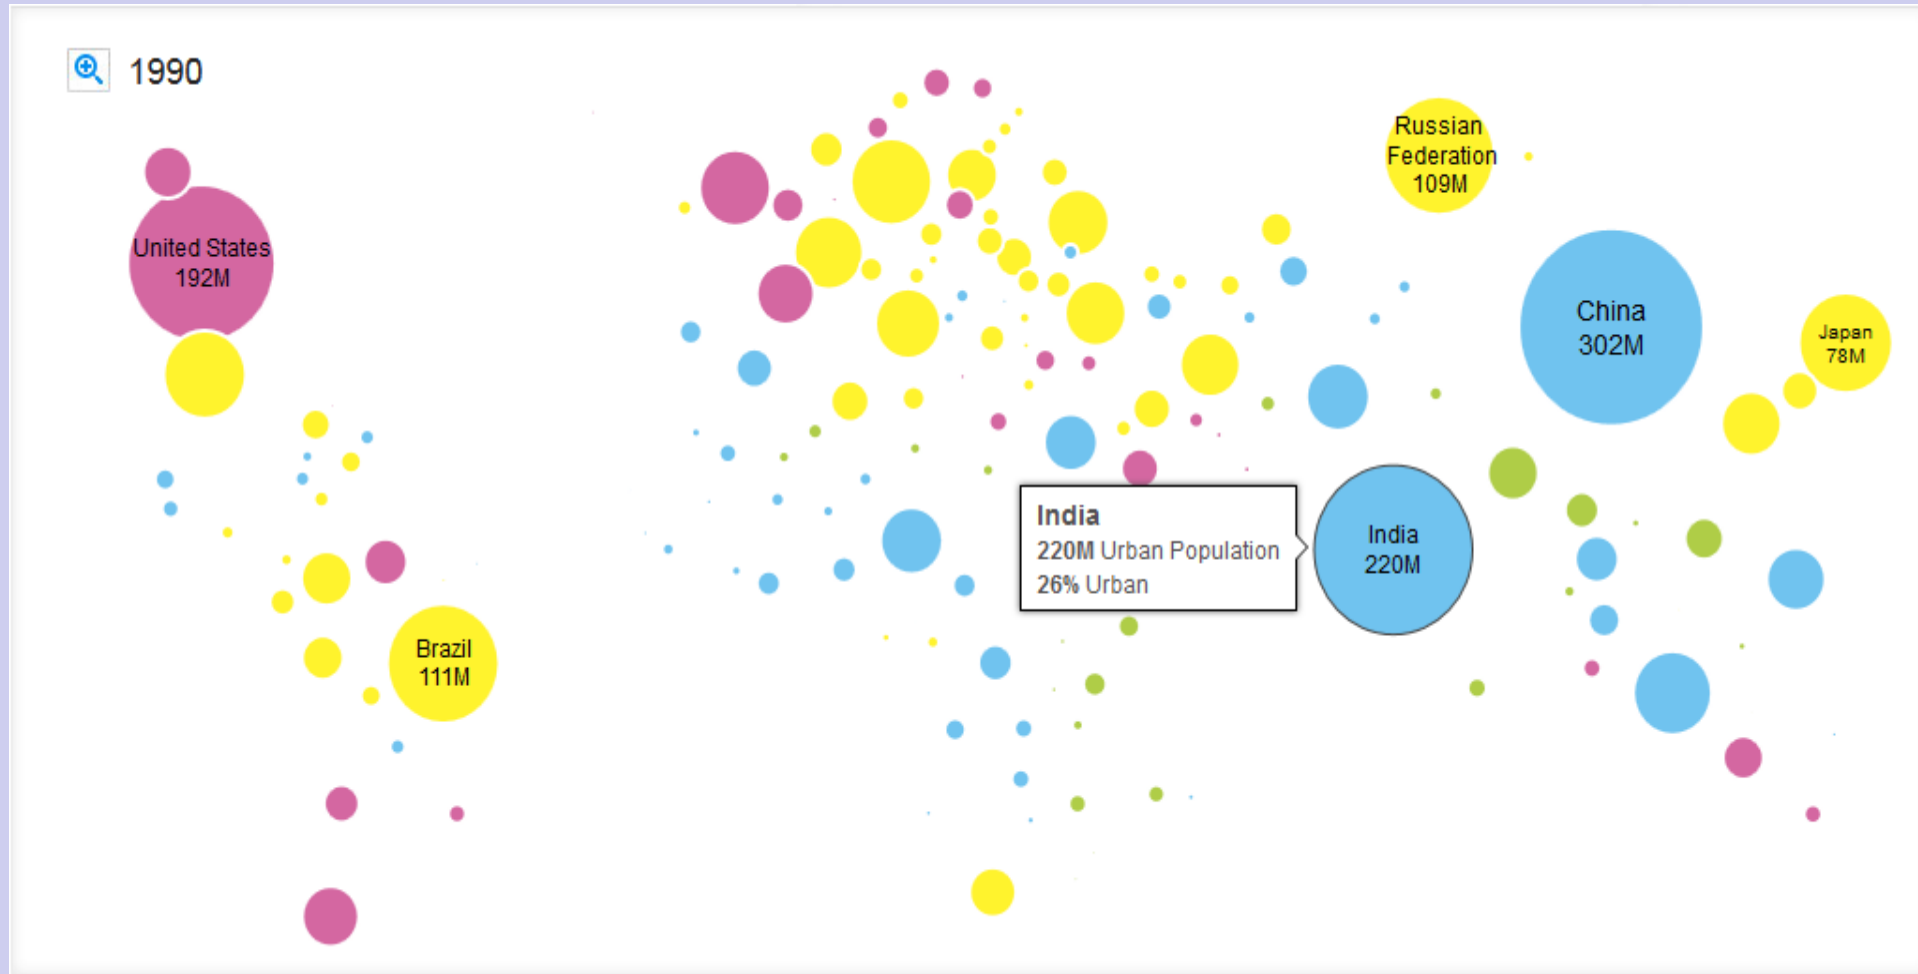 1990
Russian
Federation
109M
United States
192M
China
302M
Japan
78M
India
220M Urban Population
26% Urban
India
220M
Brazil
111M